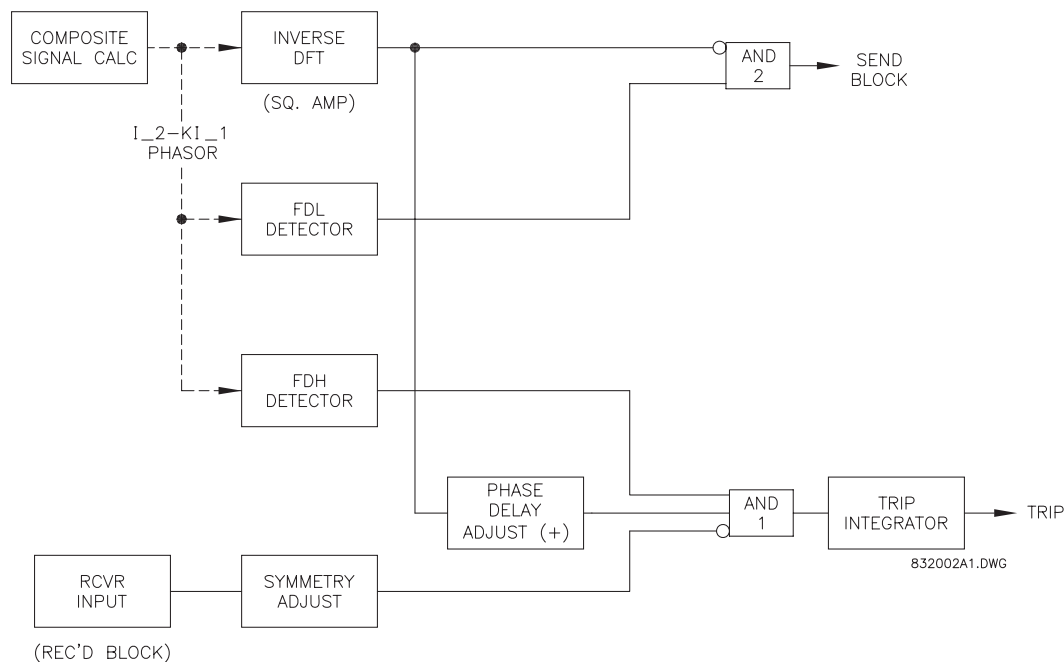 COMPOSITE
SIGNAL CALC
INVERSE
DFT
(SQ. AMP)
AND
2
SEND
BLOCK
I_2-KI_1
PHASOR
FDL
DETECTOR
FDH
DETECTOR
PHASE
DELAY
ADJUST (+)
AND
1
TRIP
INTEGRATOR
TRIP
832002A1.DWG
RCVR
INPUT
(REC'D BLOCK)
SYMMETRY
ADJUST